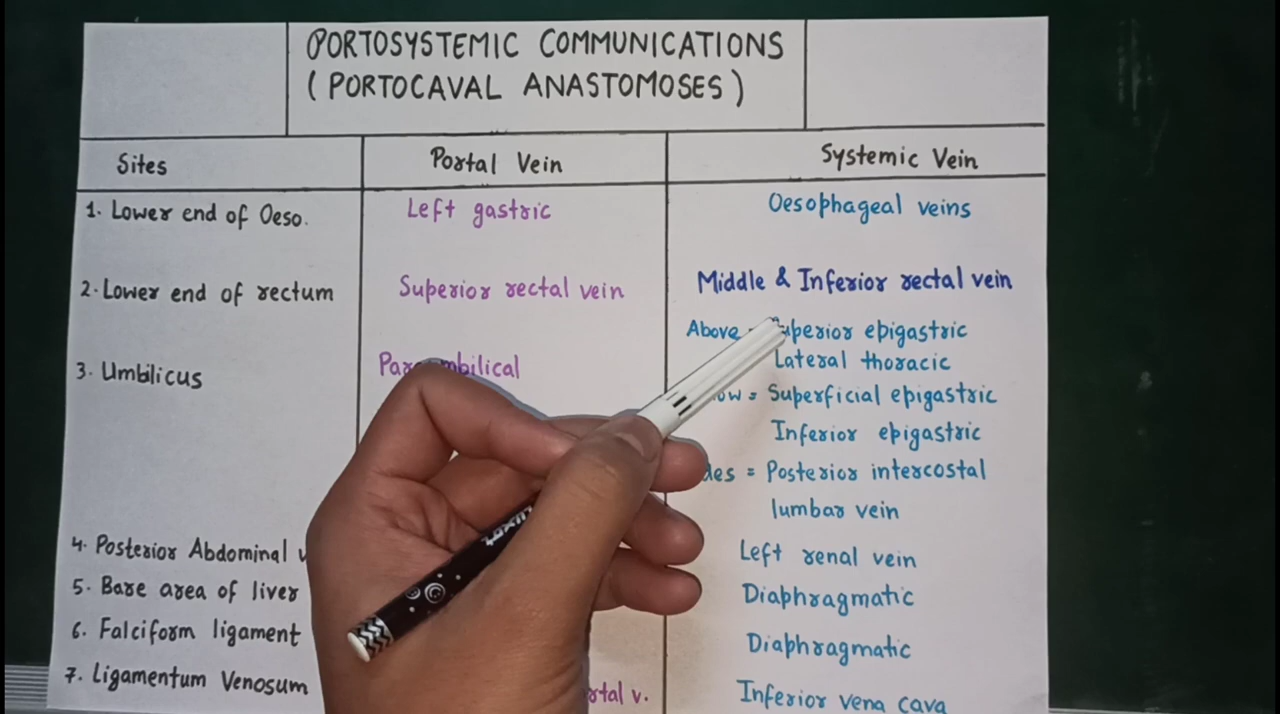 PORTOSYSTEMIC COMMUNICATIONS
(PORTOCAVAL ANASTOMOSES)
Sites Portal Vein Systemic Vein
1. Lower end of Oeso. Left gastric Oesophageal veins
2. Lower end of rectum Superior rectal vein Middle & Inferior rectal vein
Above = Superior epigastric
3. Umbilicus Paraumbilical Lateral thoracic
= Superficial epigastric
Inferior epigastric
= Posterior intercostal
lumbar vein
4. Posterior Abdominal Left renal vein
5. Bare area of liver Diaphragmatic
6. Falciform ligament Diaphragmatic
7. Ligamentum Venosum v. Inferior vena cava